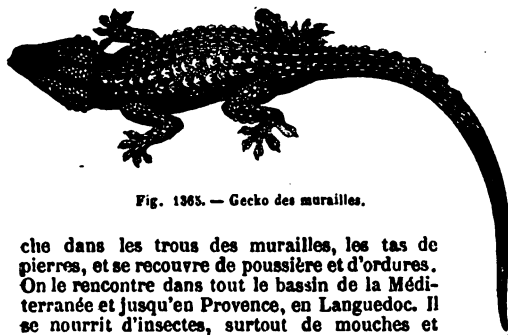 Fig. 1365. — Gecko des murailles.
che dans les trous des murailles, les tas de
pierres, et se recouvre de poussière et d'ordures.
On le rencontre dans tout le bassin de la Médi-
terranée et jusqu'en Provence, en Languedoc. Il
se nourrit d'insectes, surtout de mouches et